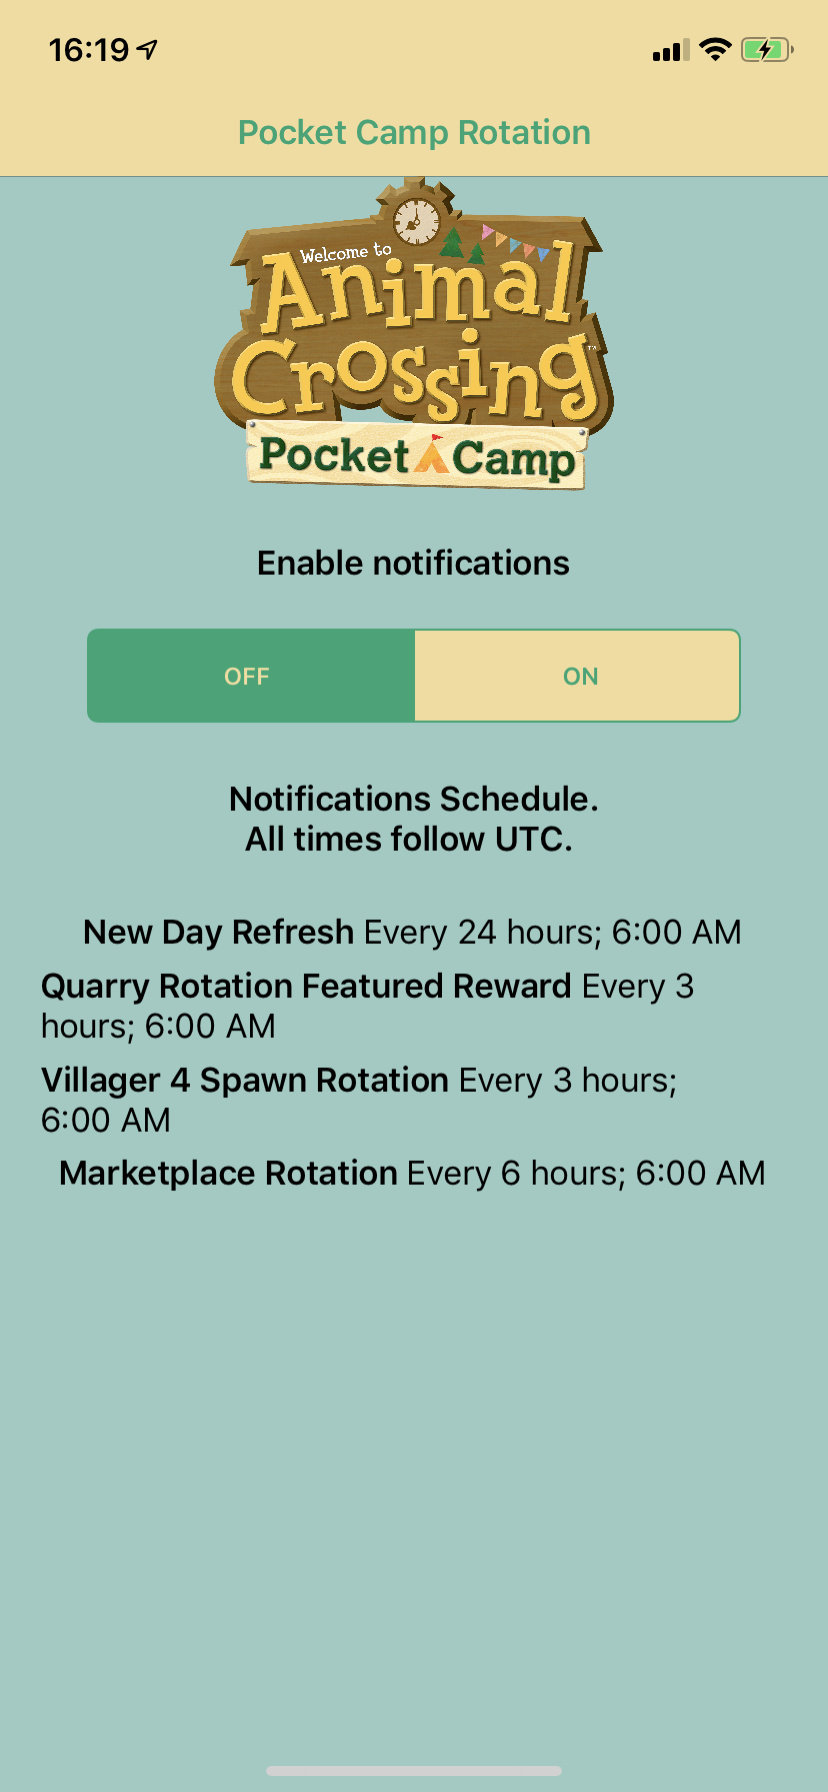 16:19
Pocket Camp Rotation
Welcome to
Animal
Crossing™
Pocket Camp
Enable notifications
OFF ON
Notifications Schedule.
All times follow UTC.
New Day Refresh Every 24 hours; 6:00 AM
Quarry Rotation Featured Reward Every 3
hours; 6:00 AM
Villager 4 Spawn Rotation Every 3 hours;
6:00 AM
Marketplace Rotation Every 6 hours; 6:00 AM